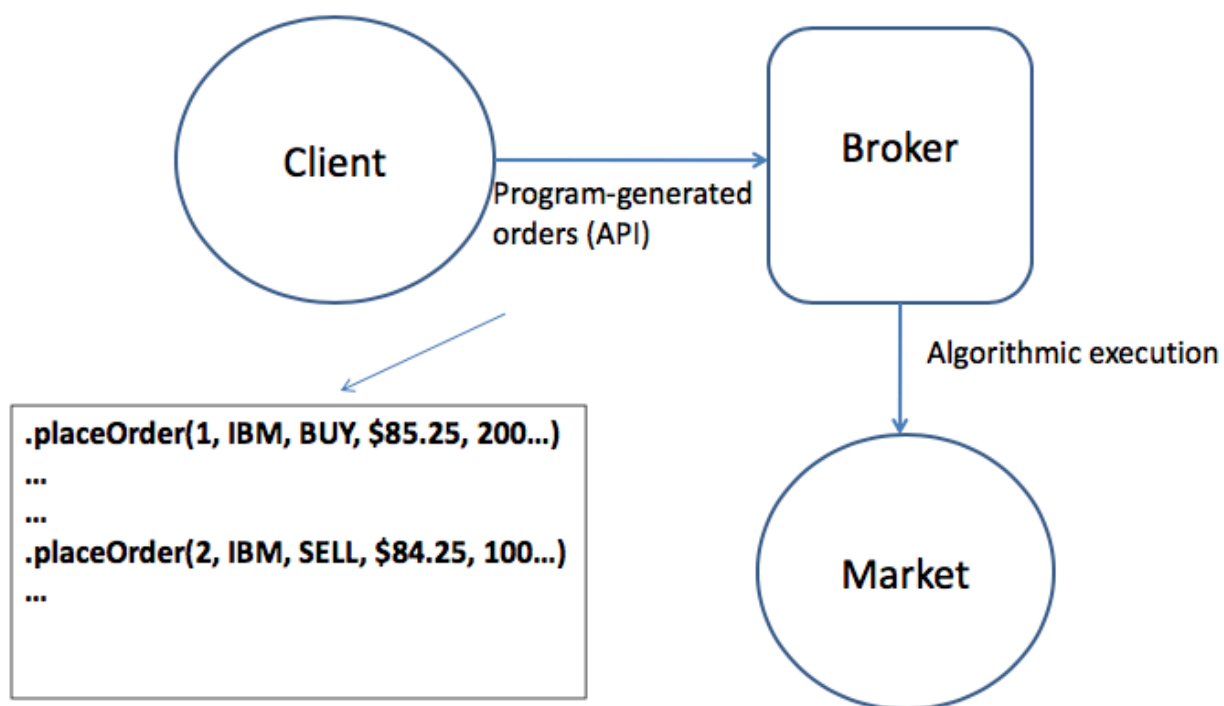 Client
Broker
Program-generated
orders (API)
Algorithmic execution
.placeOrder(1, IBM, BUY, $85.25, 200…)
…
…
.placeOrder(2, IBM, SELL, $84.25, 100…)
…
Market